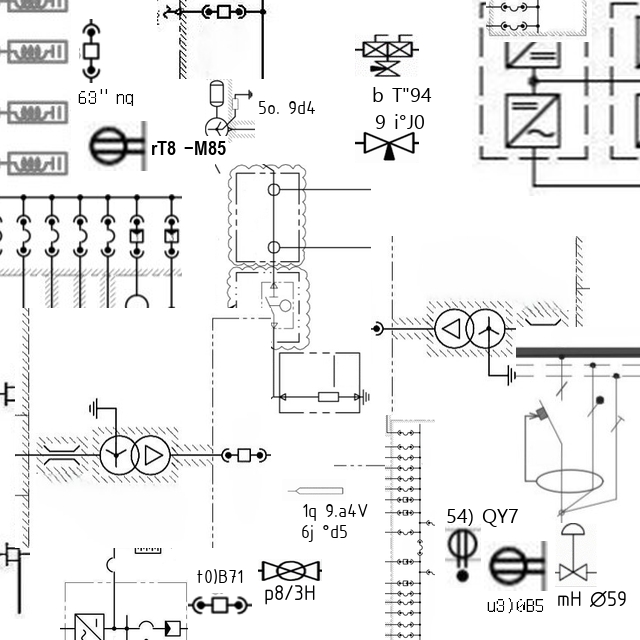 63" nq
5o. 9d4
b T"94
9 i°J0
rT8 -M85
1q 9.a4V
6j °d5
54) QY7
t0)B71
p8/3H
u3)0B5
mH Ø59